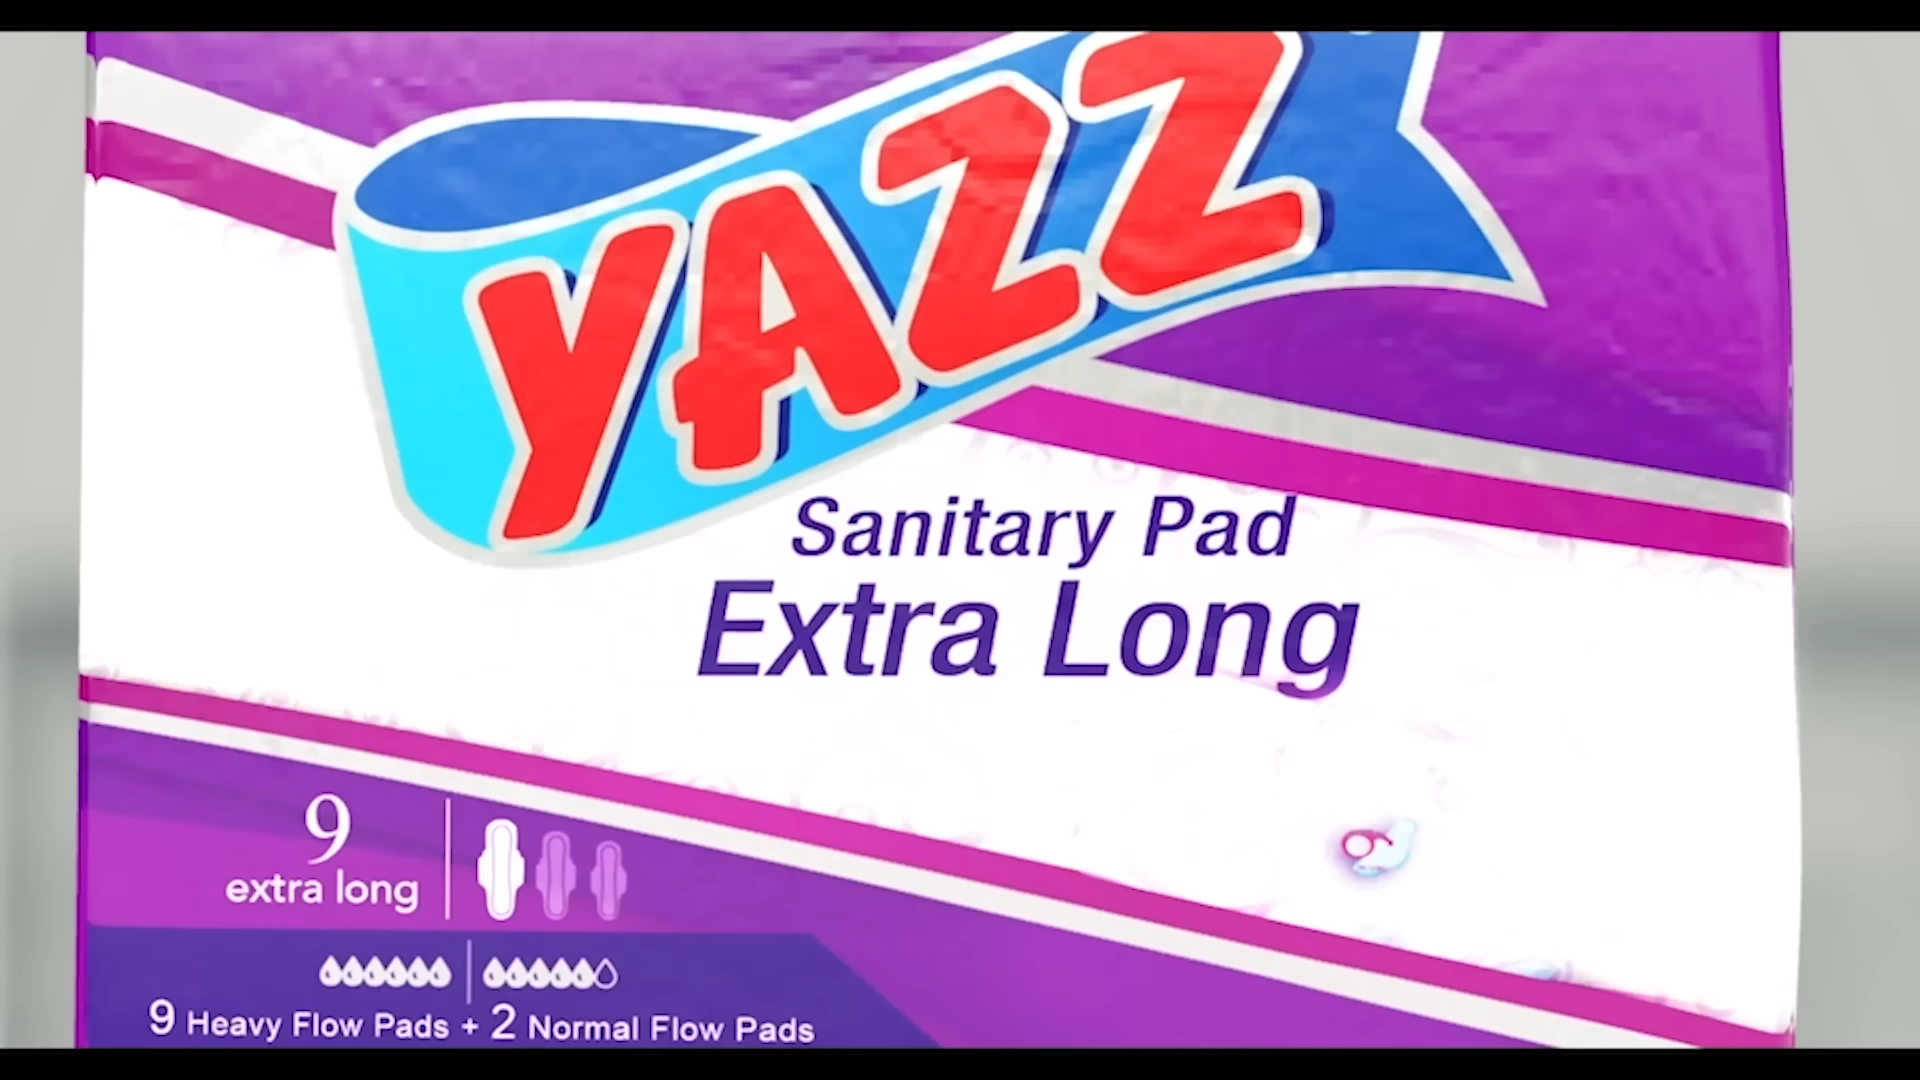 YAZZ
Sanitary Pad
Extra Long
9
extra long
9 Heavy Flow Pads + 2 Normal Flow Pads